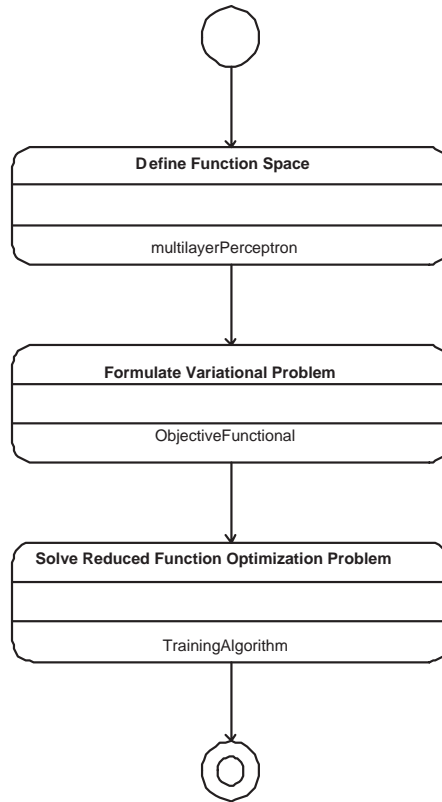 Define Function Space
multilayerPerceptron
Formulate Variational Problem
ObjectiveFunctional
Solve Reduced Function Optimization Problem
TrainingAlgorithm